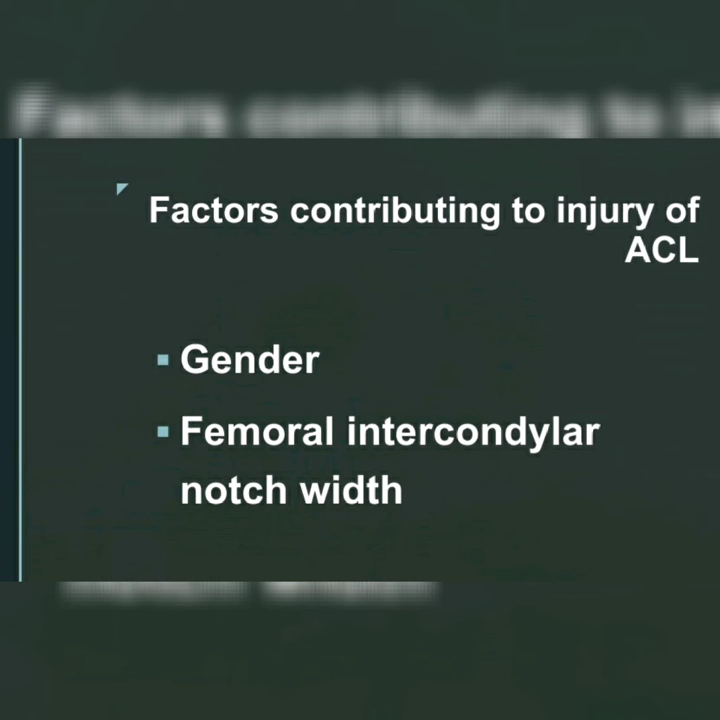 Factors contributing to injury of
ACL
Gender
Femoral intercondylar
notch width